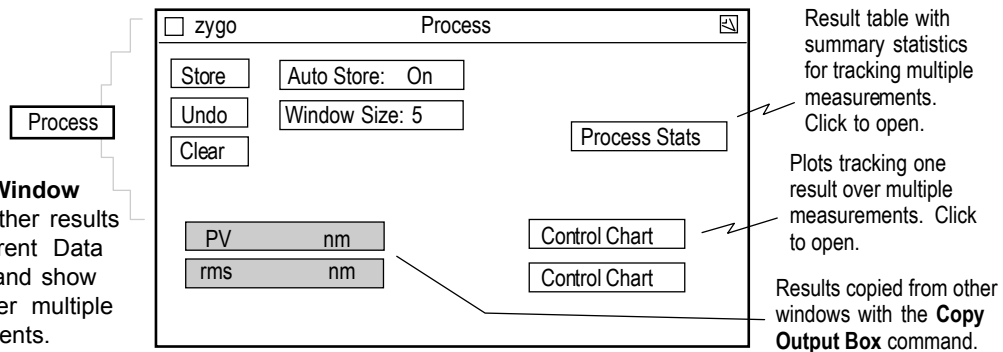 zygo Process
Store Auto Store: On
Undo Window Size: 5
Clear
Process Stats
PV nm
rms nm
Control Chart
Control Chart
Process
Window
ther results
rent Data
and show
er multiple
ents.
Result table with
summary statistics
for tracking multiple
measurements.
Click to open.
Plots tracking one
result over multiple
measurements. Click
to open.
Results copied from other
windows with the Copy
Output Box command.